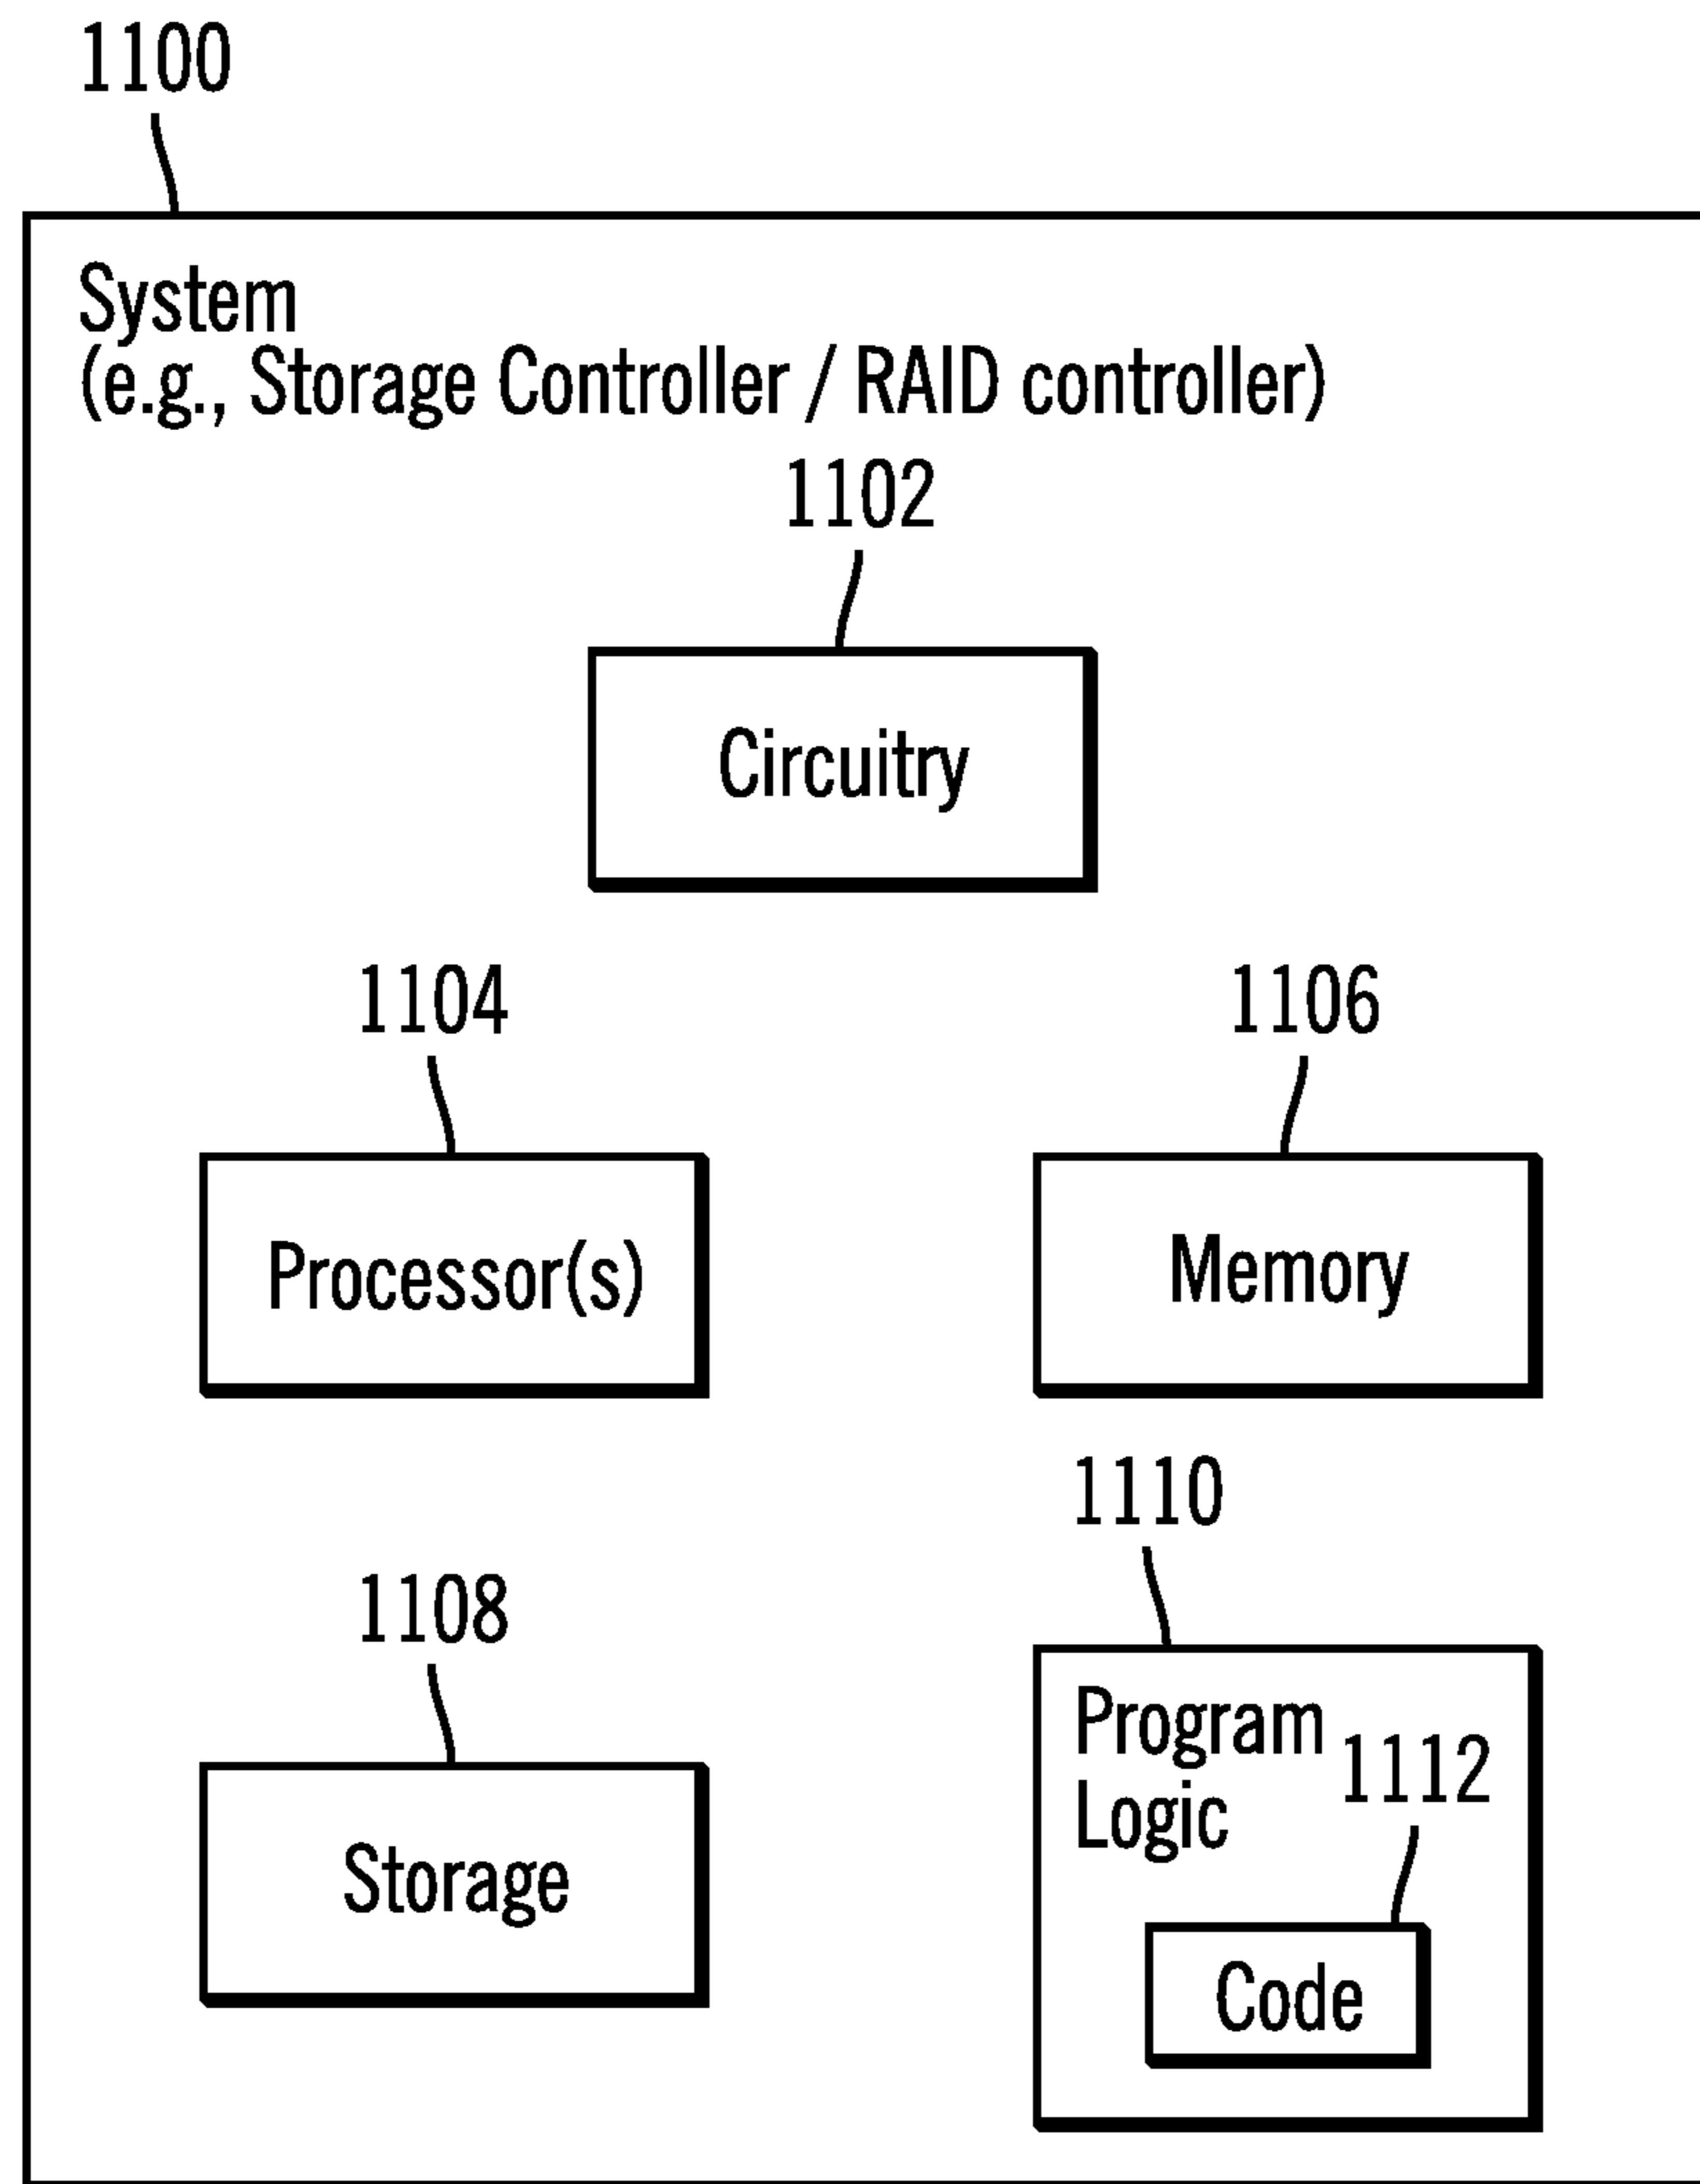 1100
System
(e.g., Storage Controller / RAID controller)
1102
Circuitry
1104
1106
Processor(s)
Memory
1110
1108
Program
Logic
1112
Storage
Code